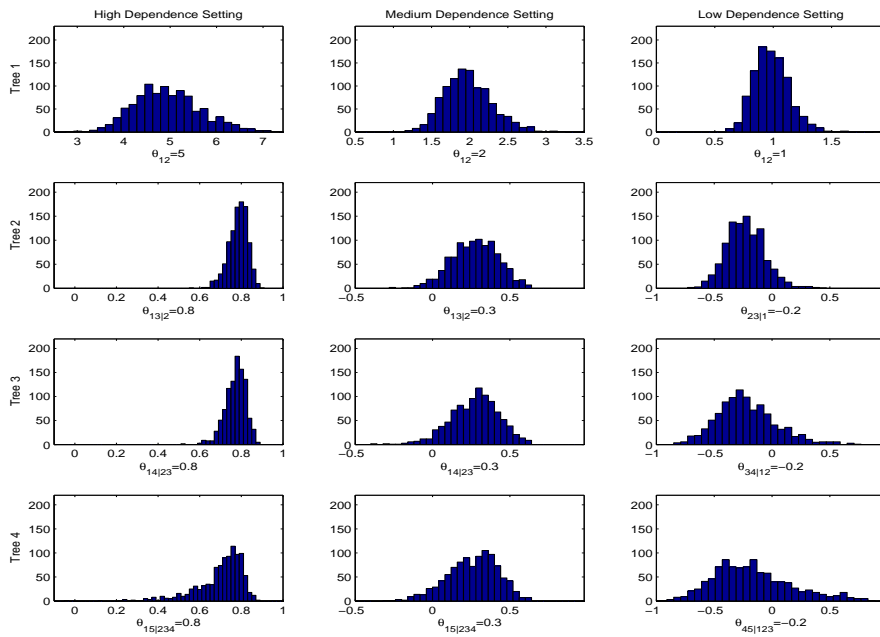 High Dependence Setting
Medium Dependence Setting
Low Dependence Setting
Tree 1
200
150
100
50
0
3 4 5 6 7
θ12=5
200
150
100
50
0
0.5 1 1.5 2 2.5 3 3.5
θ12=2
200
150
100
50
0
0 0.5 1 1.5
θ12=1
Tree 2
200
150
100
50
0
0 0.2 0.4 0.6 0.8 1
θ13|2=0.8
200
150
100
50
0
−0.5 0 0.5
θ13|2=0.3
200
150
100
50
0
−1 −0.5 0 0.5
θ23|1=−0.2
Tree 3
200
150
100
50
0
0 0.2 0.4 0.6 0.8 1
θ14|23=0.8
200
150
100
50
0
−0.5 0 0.5
θ14|23=0.3
200
150
100
50
0
−1 −0.5 0 0.5
θ34|12=−0.2
Tree 4
200
150
100
50
0
0 0.2 0.4 0.6 0.8 1
θ15|234=0.8
200
150
100
50
0
−0.5 0 0.5
θ15|234=0.3
200
150
100
50
0
−1 −0.5 0 0.5
θ45|123=−0.2